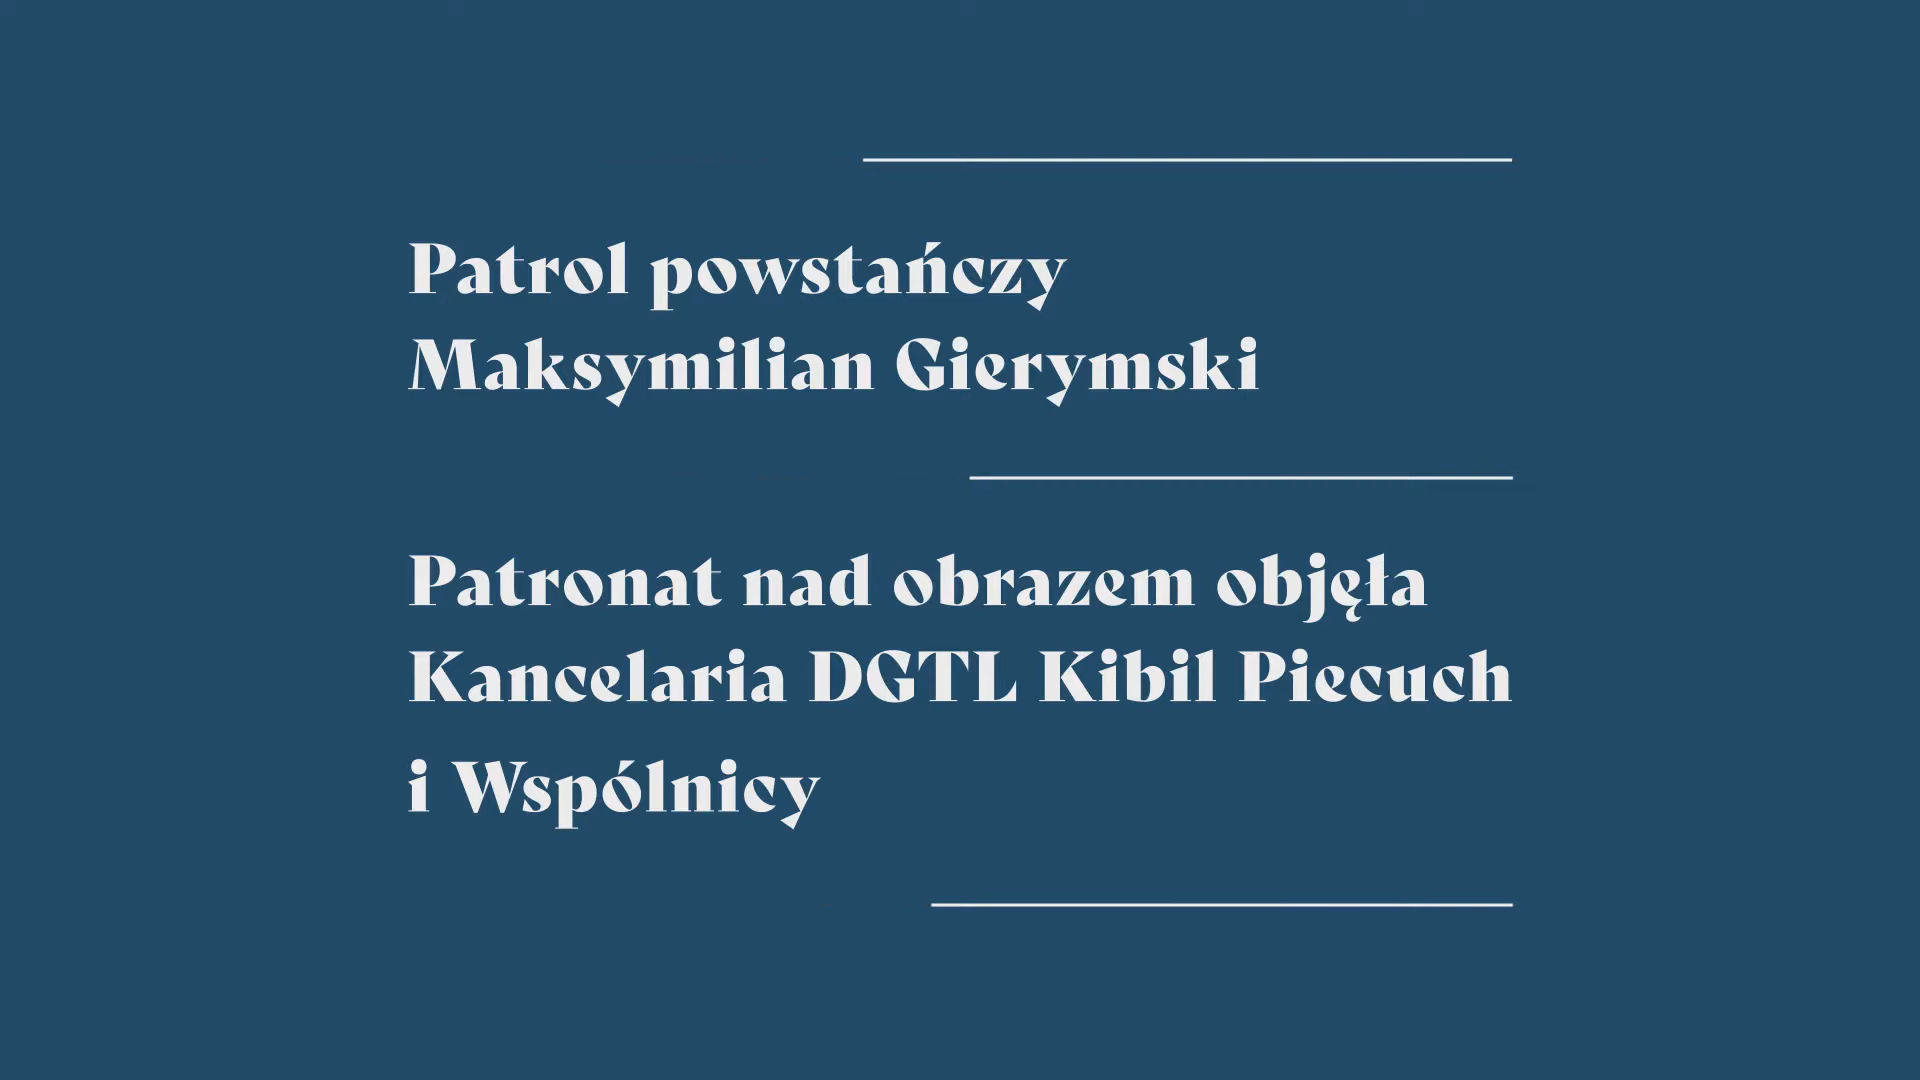 Patrol powstańczy
Maksymilian Gierymski
Patronat nad obrazem objęła
Kancelaria DGTL Kibil Piecuch
i Wspólnicy